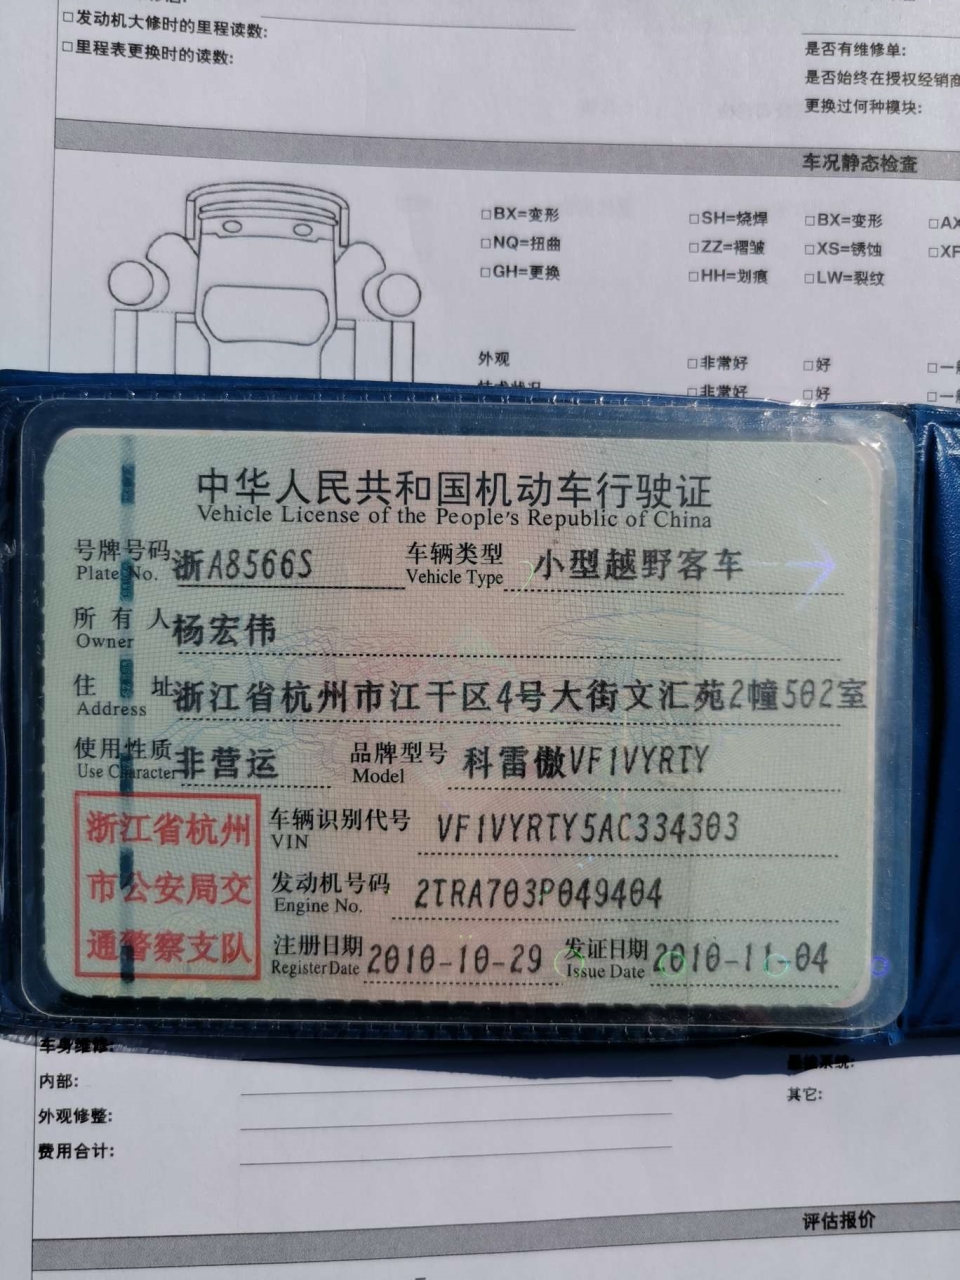 □发动机大修时的里程读数:
□里程表更换时的读数:
是否有维修单:
是否始终在授权经销商
更换过何种模块:
车况静态检查
□BX=变形 □SH=烧焊 □BX=变形 □AX
□NQ=扭曲 □ZZ=褶皱 □XS=锈蚀 □XF
□GH=更换 □HH=划痕 □LW=裂纹
外观 □非常好 □好 □一般
□非常好 □好 □一般
中华人民共和国机动车行驶证
Vehicle License of the People's Republic of China
号牌号码 浙A8566S 车辆类型 小型越野客车
Plate No. Vehicle Type
所有人 杨宏伟
Owner
住址 浙江省杭州市江干区4号大街文汇苑2幢502室
Address
使用性质 非营运 品牌型号 科雷傲VF1VYRTY
Use Character Model
浙江省杭州
市公安局交
通警察支队
车辆识别代号 VF1VYRTY5AC334303
VIN
发动机号码 2TRA703P049404
Engine No.
注册日期 2010-10-29 发证日期 2010-11-04
Register Date Issue Date
车身维修:
内部: 其它:
外观修整:
费用合计:
评估报价